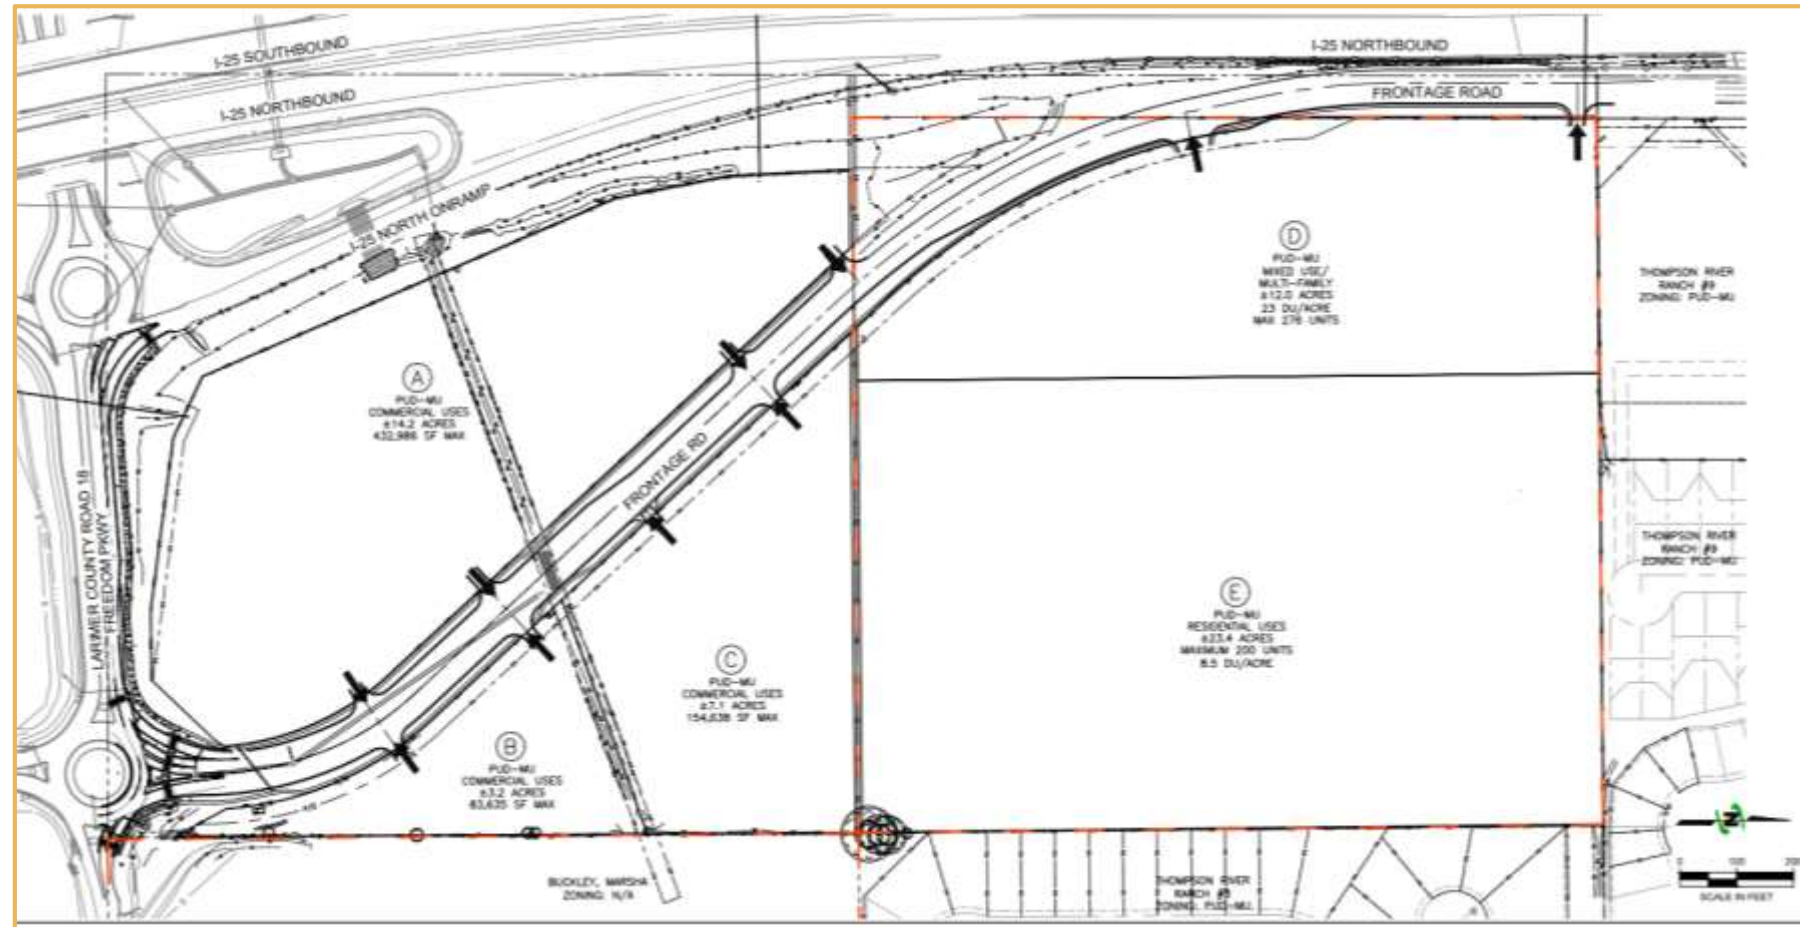 I-25 SOUTHBOUND
I-25 NORTHBOUND
I-25 NORTHBOUND
FRONTAGE ROAD
I-25 NORTH ONRAMP
D
PUD-MU
MIXED USE/
MULTI-FAMILY
±12.0 ACRES
23 DU/ACRE
MAX 276 UNITS
THOMPSON RIVER
RANCH #9
ZONING: PUD-MU
A
PUD-MU
COMMERCIAL USES
±14.2 ACRES
432,986 SF MAX
FRONTAGE RD
LARIMER COUNTY ROAD 18
FREEDOM PKWY
THOMPSON RIVER
RANCH #9
ZONING: PUD-MU
E
PUD-MU
RESIDENTIAL USES
±23.4 ACRES
MAXIMUM 200 UNITS
8.5 DU/ACRE
C
PUD-MU
COMMERCIAL USES
±7.1 ACRES
154,638 SF MAX
B
PUD-MU
COMMERCIAL USES
±3.2 ACRES
83,635 SF MAX
BUCKLEY, MARSHA
ZONING: N/A
THOMPSON RIVER
ZONING: PUD-MU
N
0 100 200
SCALE IN FEET